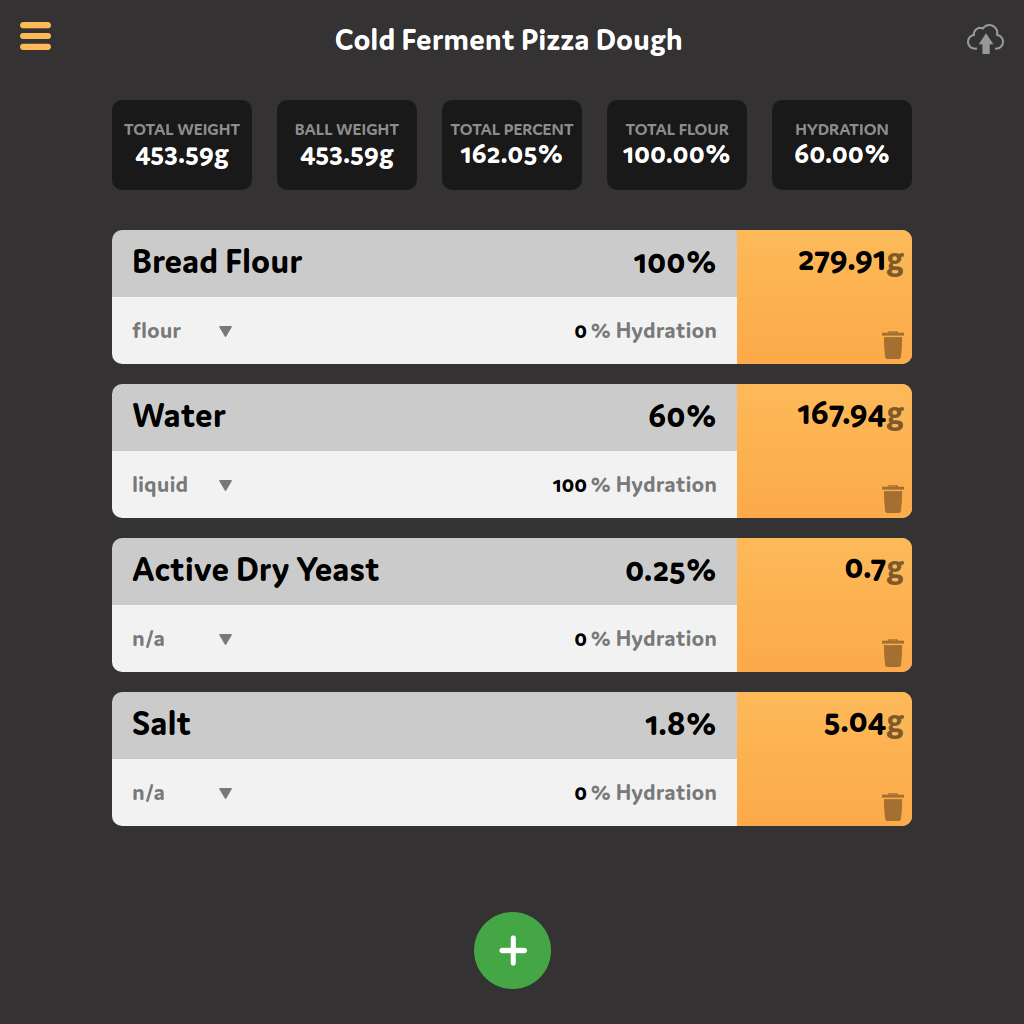 Cold Ferment Pizza Dough
TOTAL WEIGHT
453.59g
BALL WEIGHT
453.59g
TOTAL PERCENT
162.05%
TOTAL FLOUR
100.00%
HYDRATION
60.00%
Bread Flour 100% 279.91g
flour 0 % Hydration
Water 60% 167.94g
liquid 100 % Hydration
Active Dry Yeast 0.25% 0.7g
n/a 0 % Hydration
Salt 1.8% 5.04g
n/a 0 % Hydration